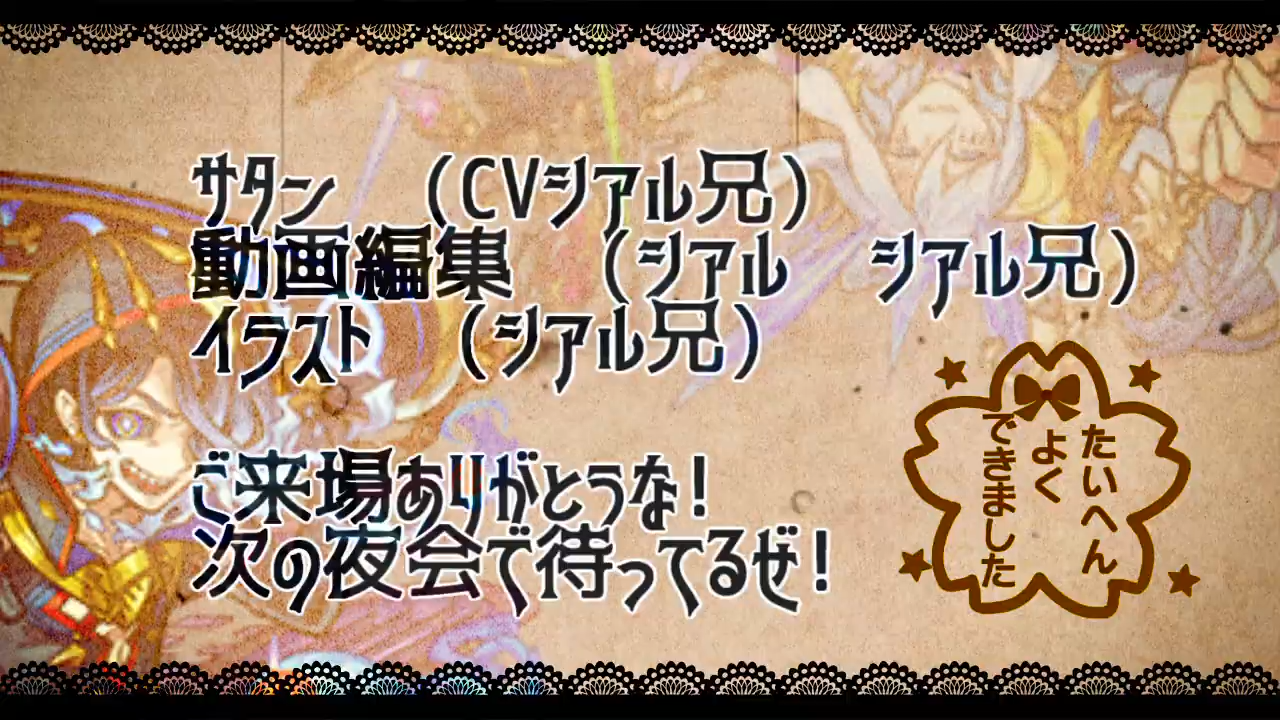 サタン　（CVシアル兄）
動画編集　（シアル　シアル兄）
イラスト　（シアル兄）
ご来場ありがとうな！
次の夜会で待ってるぜ！
たいへん
よく
できました